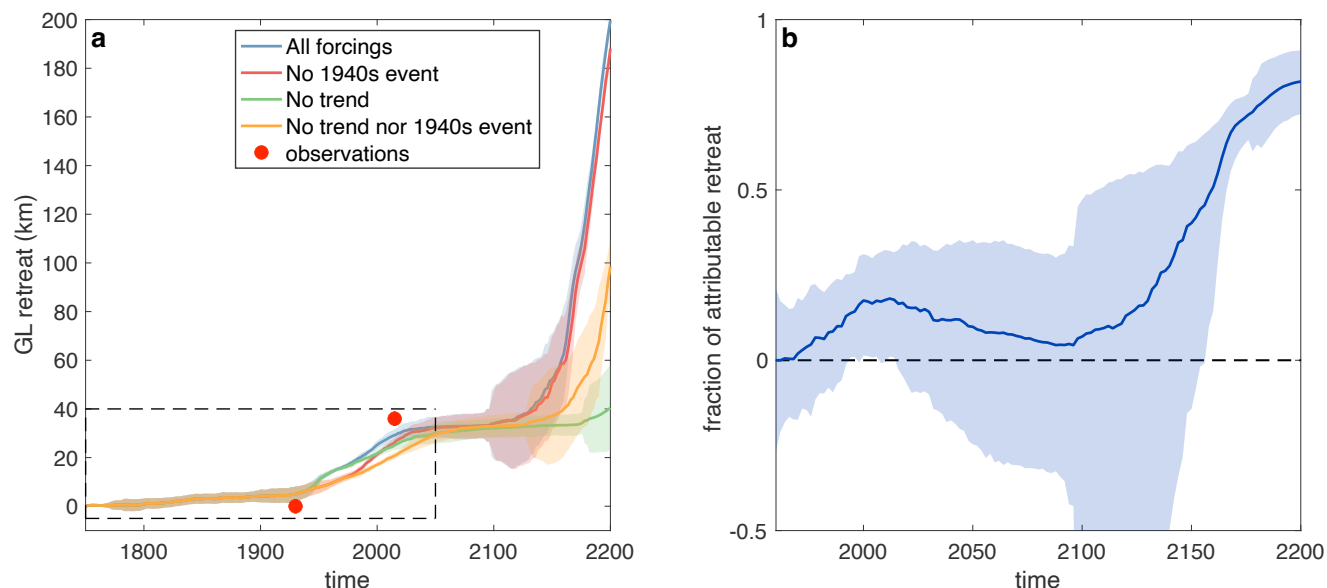 a
All forcings
No 1940s event
No trend
No trend nor 1940s event
observations
GL retreat (km)
200
180
160
140
120
100
80
60
40
20
0
1800
1900
2000
2100
2200
time
b
fraction of attributable retreat
1
0.5
0
-0.5
2000
2050
2100
2150
2200
time